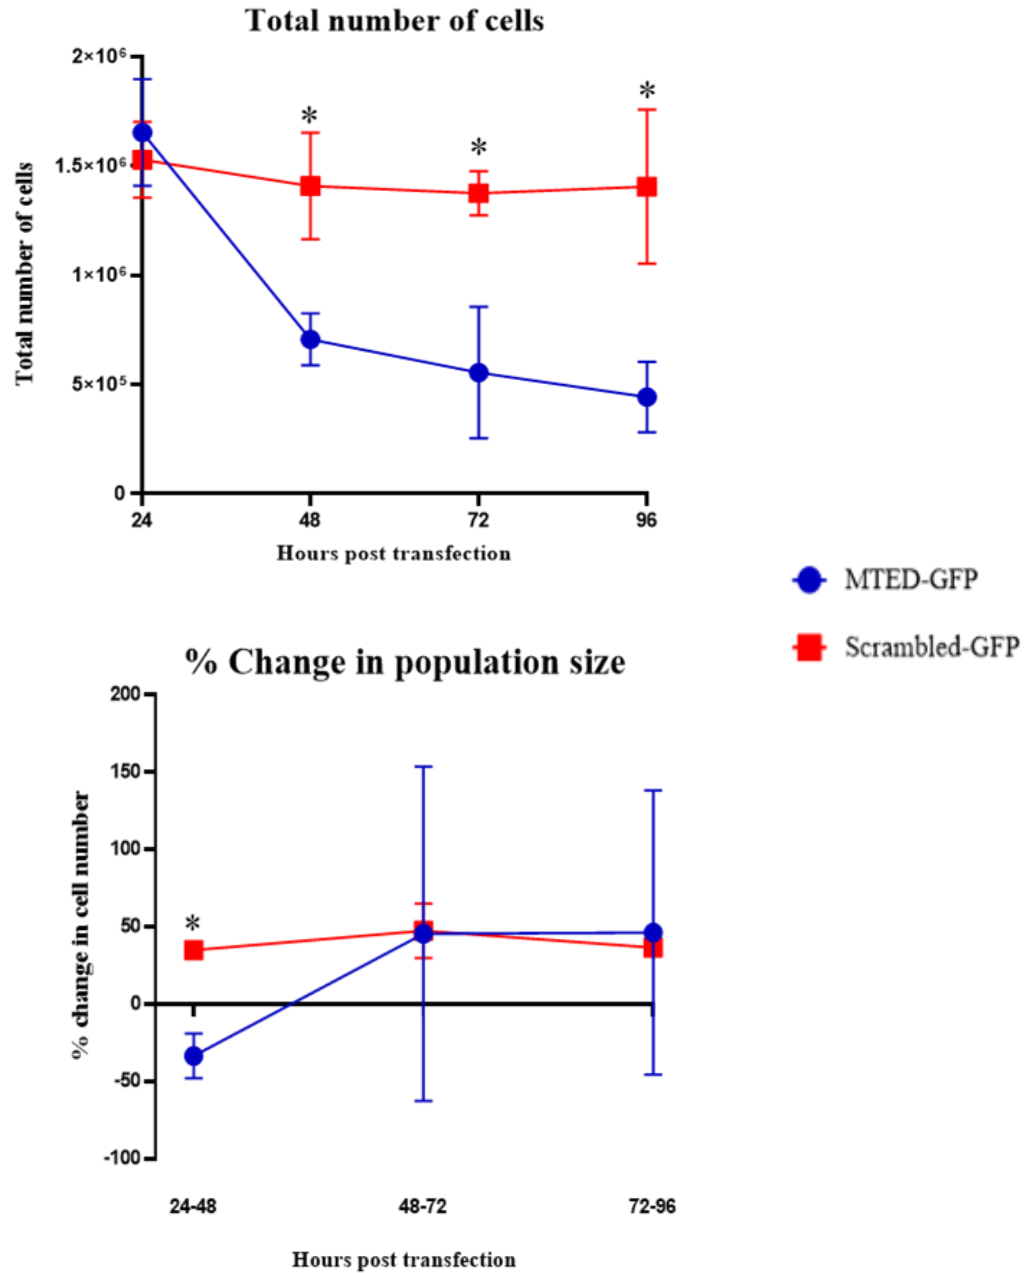 Total number of cells
Total number of cells
2×10⁶
1.5×10⁶
1×10⁶
5×10⁵
0
*
*
*
24 48 72 96
Hours post transfection
MTED-GFP
Scrambled-GFP
% Change in population size
% change in cell number
200
150
100
50
0
-50
-100
*
24-48 48-72 72-96
Hours post transfection